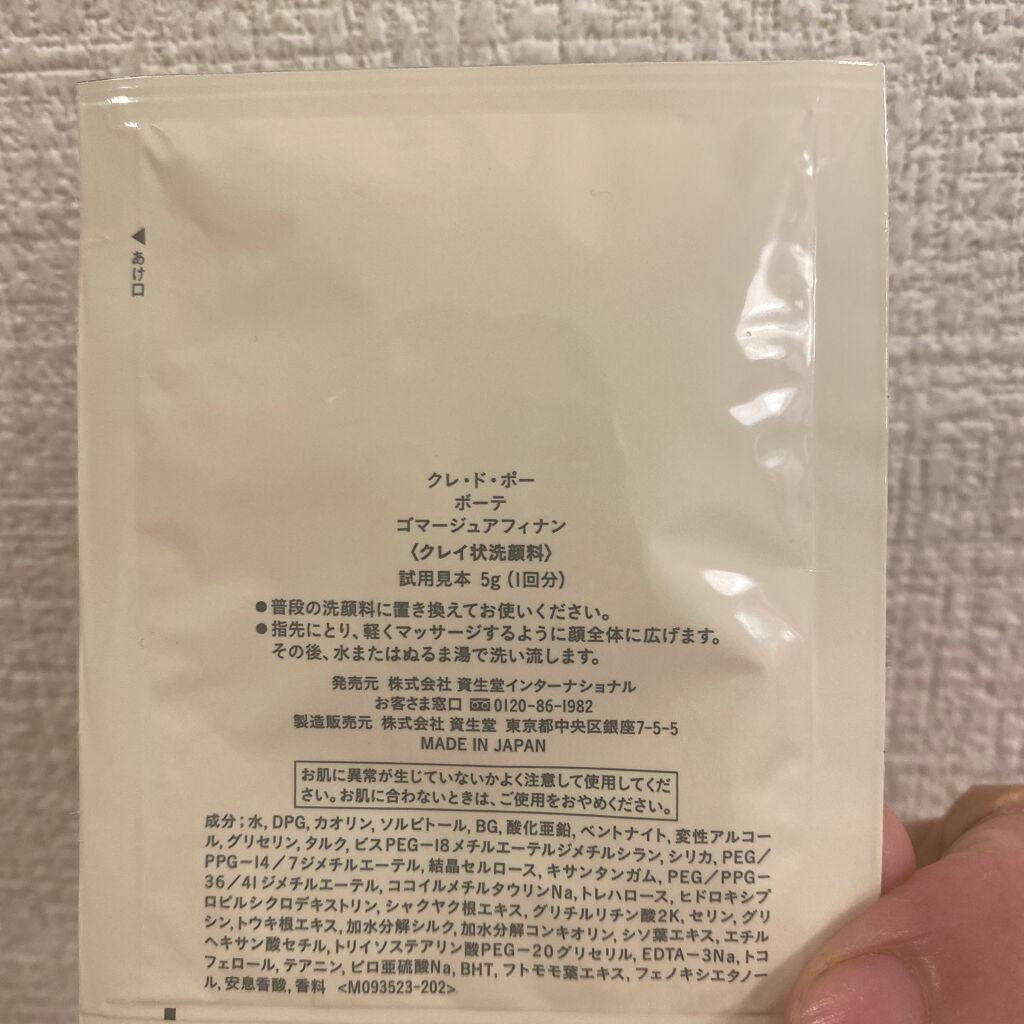 ◀あけ口
クレ・ド・ポー
ボーテ
ゴマージュアフィナン
〈クレイ状洗顔料〉
試用見本 5g（1回分）
●普段の洗顔料に置き換えてお使いください。
●指先にとり、軽くマッサージするように顔全体に広げます。
その後、水またはぬるま湯で洗い流します。
発売元 株式会社 資生堂インターナショナル
お客さま窓口 0120-86-1982
製造販売元 株式会社 資生堂 東京都中央区銀座7-5-5
MADE IN JAPAN
お肌に異常が生じていないかよく注意して使用してくだ
さい。お肌に合わないときは、ご使用をおやめください。
成分；水, DPG, カオリン, ソルビトール, BG, 酸化亜鉛, ベントナイト, 変性アルコー
ル, グリセリン, タルク, ビスPEG-18メチルエーテルジメチルシラン, シリカ, PEG/
PPG-14/7ジメチルエーテル, 結晶セルロース, キサンタンガム, PEG/PPG-
36/41ジメチルエーテル, ココイルメチルタウリンNa, トレハロース, ヒドロキシプ
ロピルシクロデキストリン, シャクヤク根エキス, グリチルリチン酸2K, セリン, グリ
シン, トウキ根エキス, 加水分解シルク, 加水分解コンキオリン, シソ葉エキス, エチル
ヘキサン酸セチル, トリイソステアリン酸PEG-20グリセリル, EDTA-3Na, トコ
フェロール, テアニン, ピロ亜硫酸Na, BHT, フトモモ葉エキス, フェノキシエタノー
ル, 安息香酸, 香料 <M093523-202>